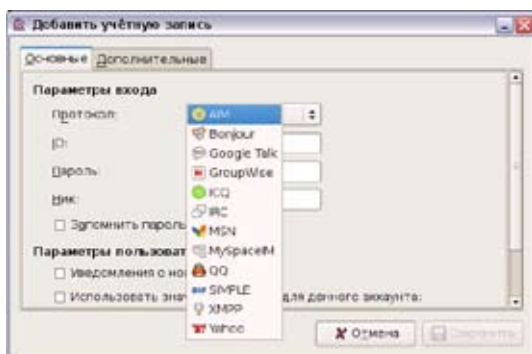 Добавить учётную запись
Основные Дополнительные
Параметры входа
Протокол: AIM
Bonjour
ID:
Google Talk
Пароль:
GroupWise
ICQ
Ник:
IRC
Запомнить пароль
MSN
Параметры пользоват
MySpaceIM
Уведомления о но
QQ
SIMPLE
Использовать знач для данного аккаунта:
XMPP
Yahoo
Отмена Сохранить